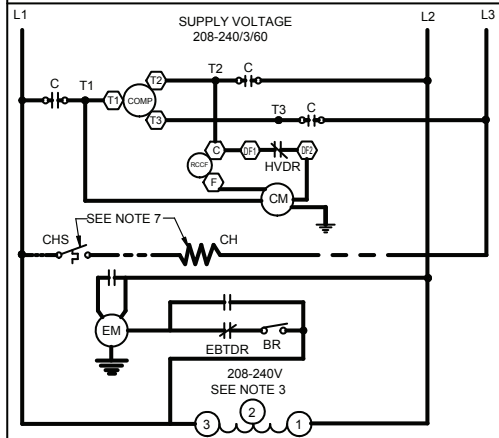 L1
SUPPLY VOLTAGE
208-240/3/60
L2
L3
C
T1
T1
COMP
T2
T3
T2
C
T3
C
C
DF1
HVDR
DF2
RCCF
F
CM
SEE NOTE 7
CHS
CH
EM
EBTDR
BR
208-240V
SEE NOTE 3
3
2
1